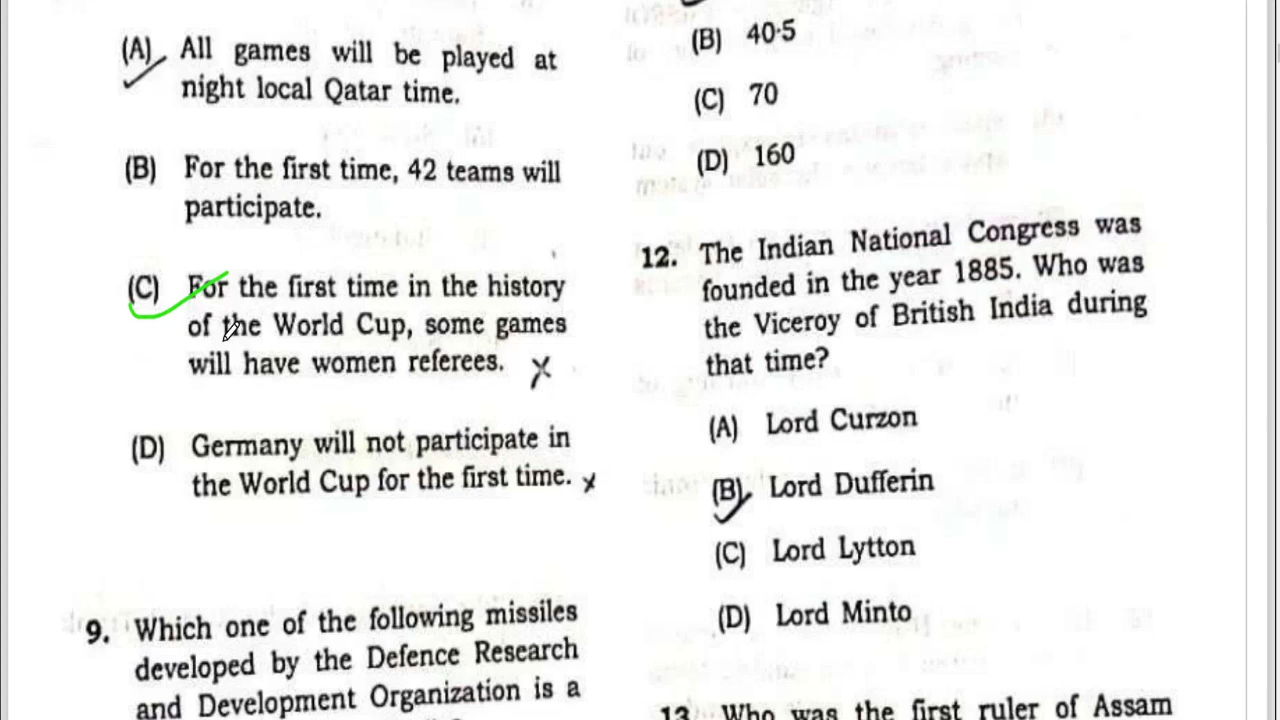 (A) All games will be played at
night local Qatar time.
(B) For the first time, 42 teams will
participate.
(C) For the first time in the history
of the World Cup, some games
will have women referees.
(D) Germany will not participate in
the World Cup for the first time.
9. Which one of the following missiles
developed by the Defence Research
and Development Organization is a
(B) 40·5
(C) 70
(D) 160
12. The Indian National Congress was
founded in the year 1885. Who was
the Viceroy of British India during
that time?
(A) Lord Curzon
(B) Lord Dufferin
(C) Lord Lytton
(D) Lord Minto
13. Who was the first ruler of Assam